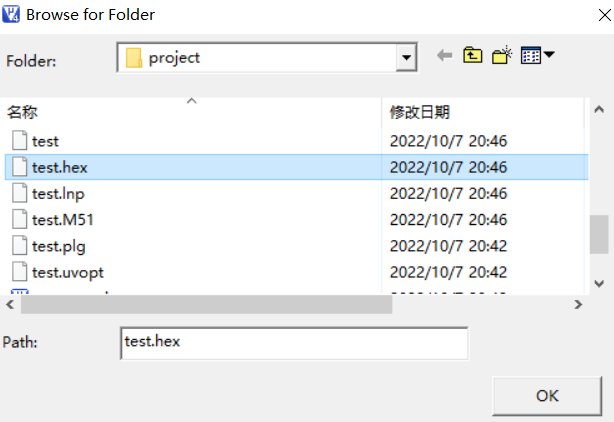 Browse for Folder
Folder:
project
名称 修改日期
test 2022/10/7 20:46
test.hex 2022/10/7 20:46
test.lnp 2022/10/7 20:46
test.M51 2022/10/7 20:46
test.plg 2022/10/7 20:42
test.uvopt 2022/10/7 20:42
Path:
test.hex
OK